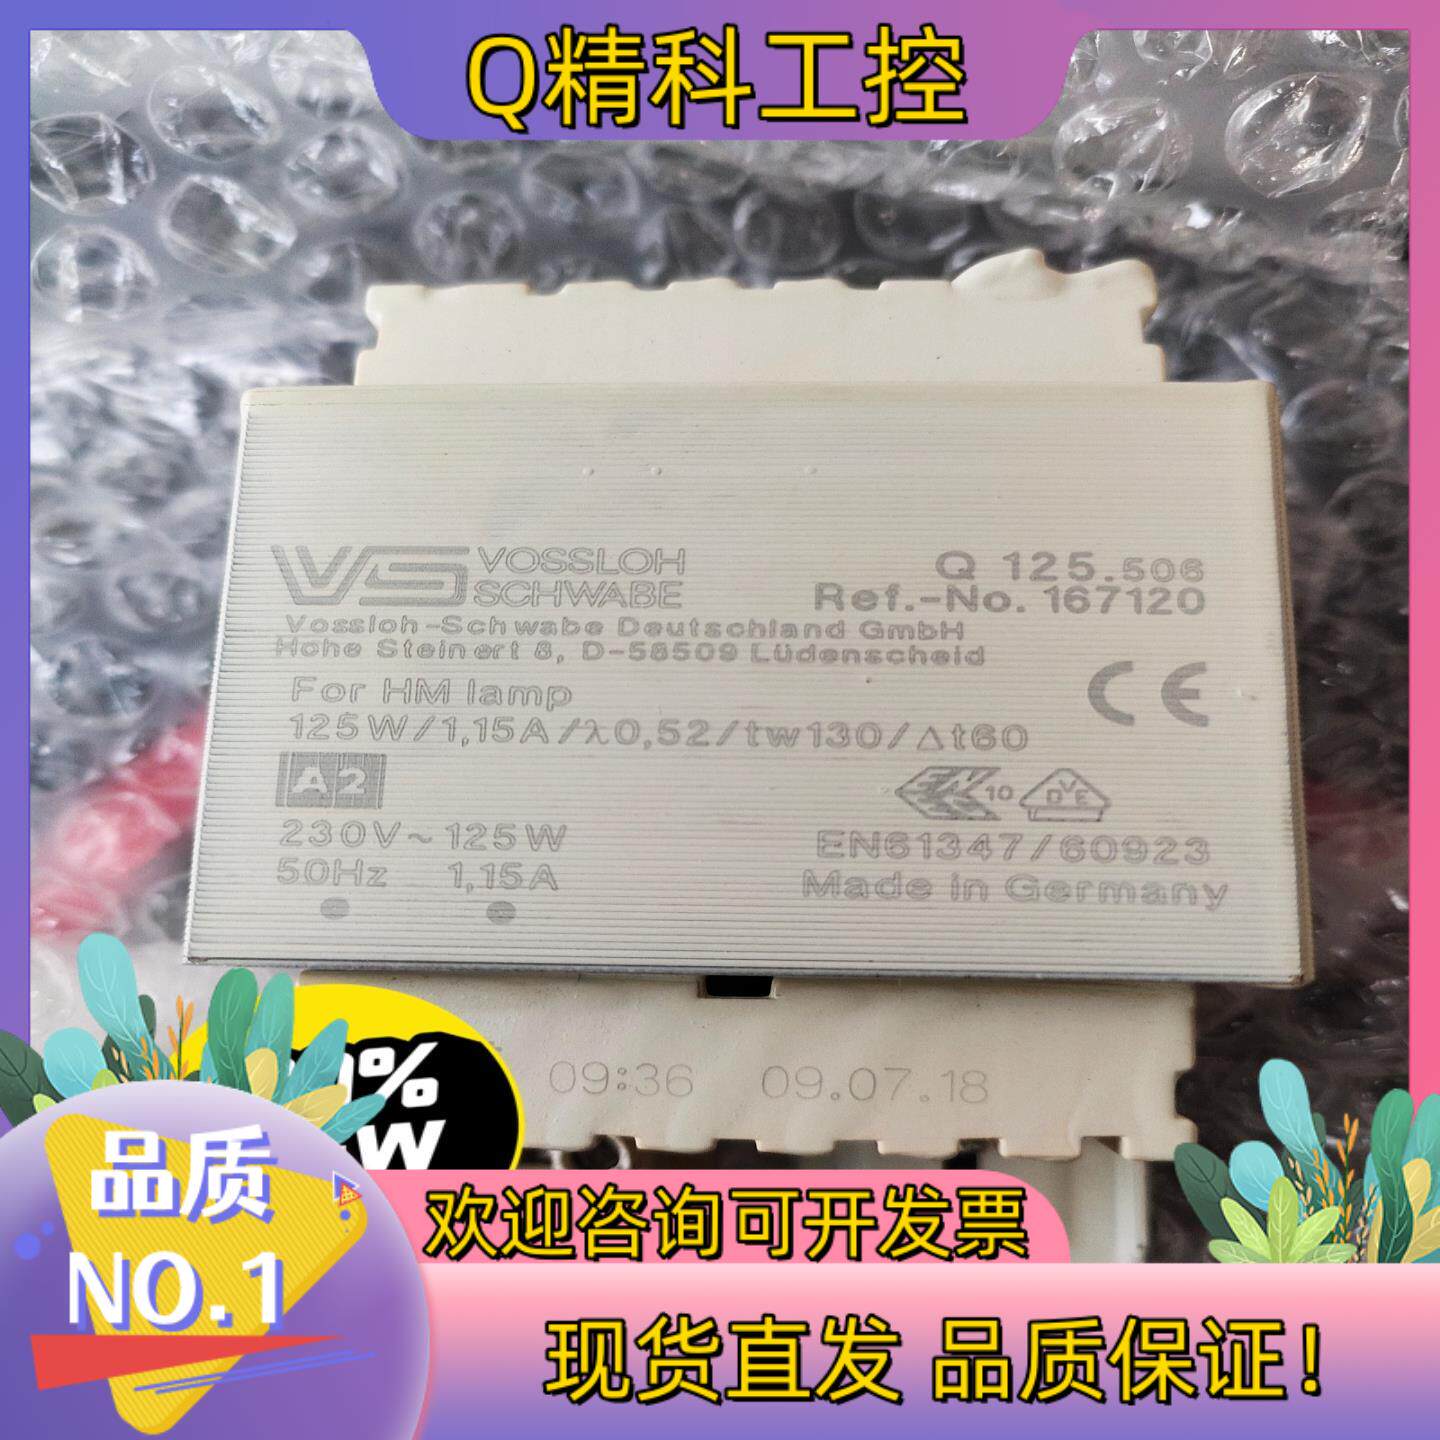 Q精科工控
VS VOSSLOH
SCHWABE
Q 125.506
Ref.-No. 167120
Vossloh-Schwabe Deutschland GmbH
Hohe Steinert 8, D-58509 Lüdenscheid
For HM lamp
125W/1,15A/λ0,52/tw130/Δt60
CE
A2
10
DVE
230V~125W
50Hz 1,15A
EN61347/60923
Made in Germany
09:36 09.07.18
品质
NO.1
欢迎咨询可开发票
现货直发 品质保证!